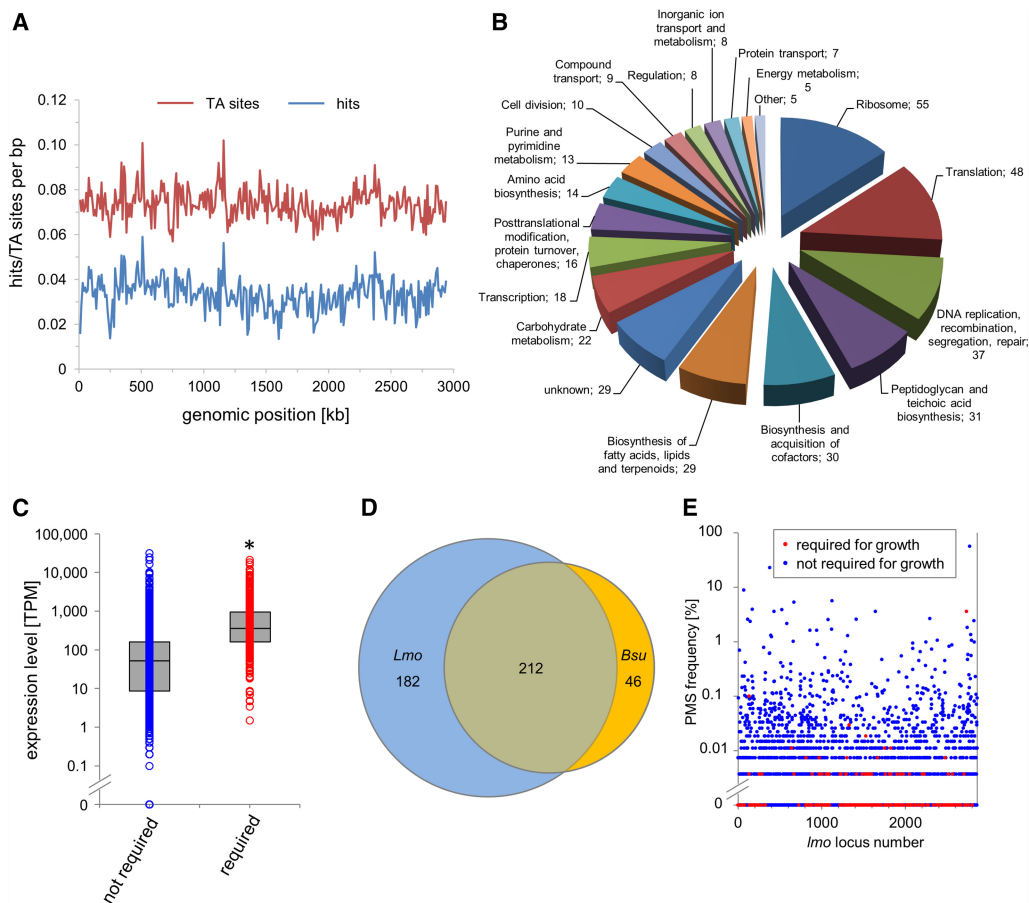 A
0.12
0.10
0.08
0.06
0.04
0.02
0
TA sites
hits
hits/TA sites per bp
0
500
1000
1500
2000
2500
3000
genomic position [kb]
B
Inorganic ion
transport and
metabolism; 8
Protein transport; 7
Compound
transport; 9
Regulation; 8
Energy metabolism;
5
Other; 5
Cell division; 10
Ribosome; 55
Purine and
pyrimidine
metabolism; 13
Translation; 48
Amino acid
biosynthesis; 14
Posttranslational
modification,
protein turnover,
chaperones; 16
Transcription; 18
DNA replication,
recombination,
segregation, repair;
37
Carbohydrate
metabolism; 22
unknown; 29
Peptidoglycan and
teichoic acid
biosynthesis; 31
Biosynthesis of
fatty acids, lipids
and terpenoids; 29
Biosynthesis and
acquisition of
cofactors; 30
C
100,000
10,000
1,000
100
10
1
0.1
0
expression level [TPM]
*
not required
required
D
Lmo
182
212
Bsu
46
E
100
10
1
0.1
0.01
0
PMS frequency [%]
required for growth
not required for growth
0
1000
2000
lmo locus number